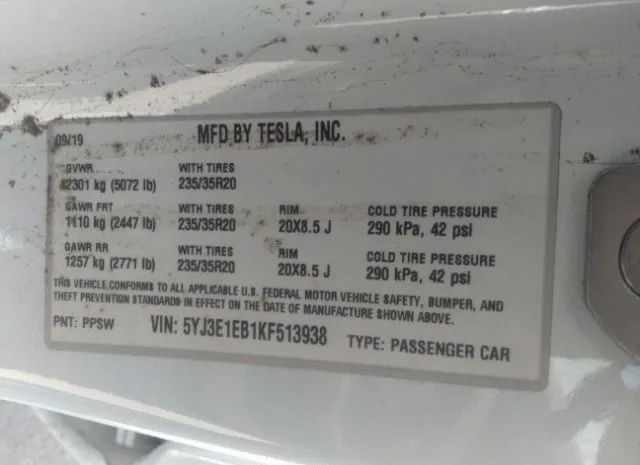 09/19 MFD BY TESLA, INC.
GVWR WITH TIRES
2301 kg (5072 lb) 235/35R20
GAWR FRT WITH TIRES RIM COLD TIRE PRESSURE
1110 kg (2447 lb) 235/35R20 20X8.5 J 290 kPa, 42 psi
GAWR RR WITH TIRES RIM COLD TIRE PRESSURE
1257 kg (2771 lb) 235/35R20 20X8.5 J 290 kPa, 42 psi
THIS VEHICLE CONFORMS TO ALL APPLICABLE U.S. FEDERAL MOTOR VEHICLE SAFETY, BUMPER, AND
THEFT PREVENTION STANDARDS IN EFFECT ON THE DATE OF MANUFACTURE SHOWN ABOVE.
PNT: PPSW VIN: 5YJ3E1EB1KF513938 TYPE: PASSENGER CAR